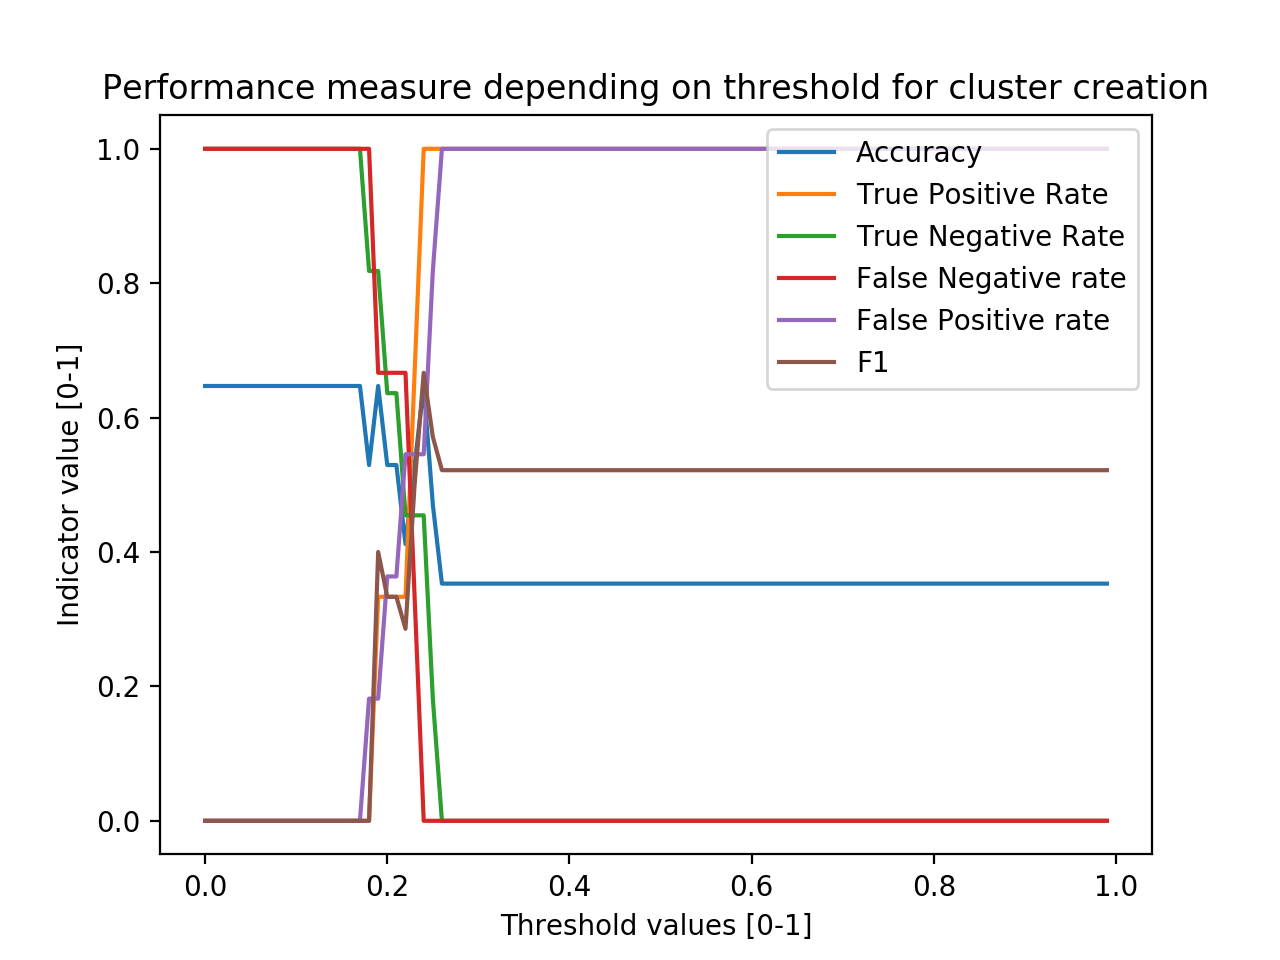 Performance measure depending on threshold for cluster creation
1.0
0.8
0.6
0.4
0.2
0.0
Indicator value [0-1]
Accuracy
True Positive Rate
True Negative Rate
False Negative rate
False Positive rate
F1
0.0 0.2 0.4 0.6 0.8 1.0
Threshold values [0-1]